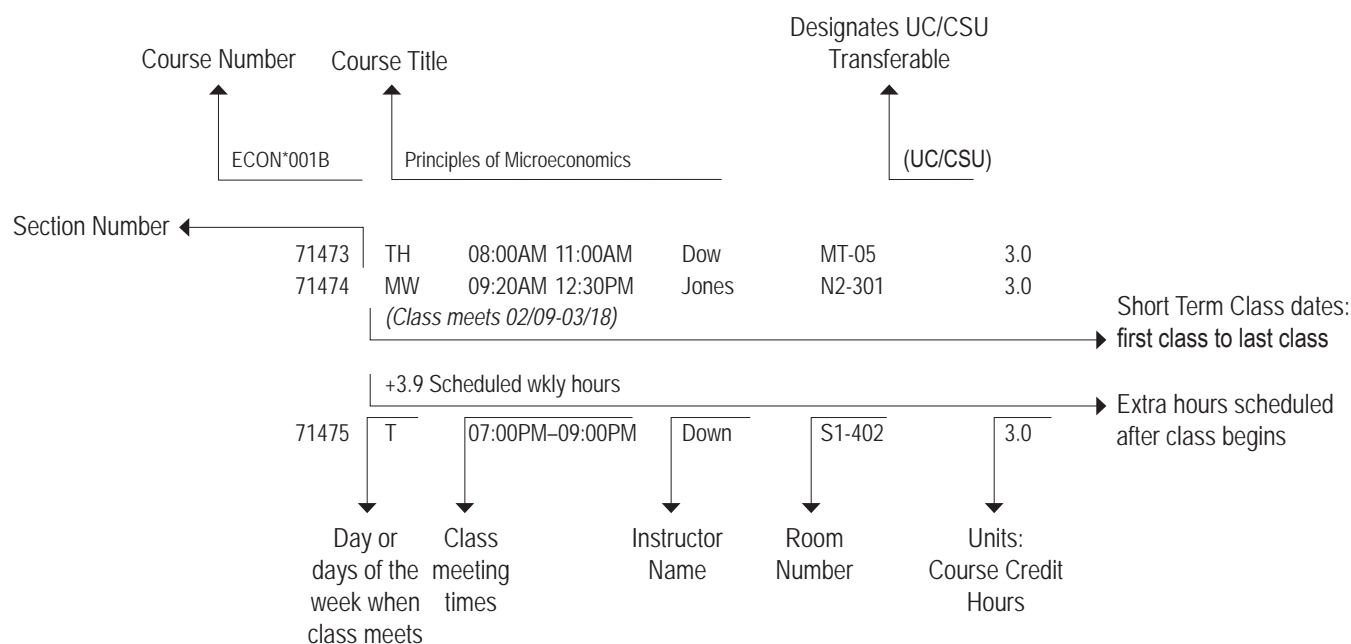 Designates UC/CSU
Transferable
Course Number
Course Title
ECON*001B
Principles of Microeconomics
(UC/CSU)
Section Number
71473 TH 08:00AM 11:00AM Dow MT-05 3.0
71474 MW 09:20AM 12:30PM Jones N2-301 3.0
(Class meets 02/09-03/18)
Short Term Class dates:
first class to last class
+3.9 Scheduled wkly hours
Extra hours scheduled
after class begins
71475 T 07:00PM–09:00PM Down S1-402 3.0
Day or
days of the
week when
class meets
Class
meeting
times
Instructor
Name
Room
Number
Units:
Course Credit
Hours